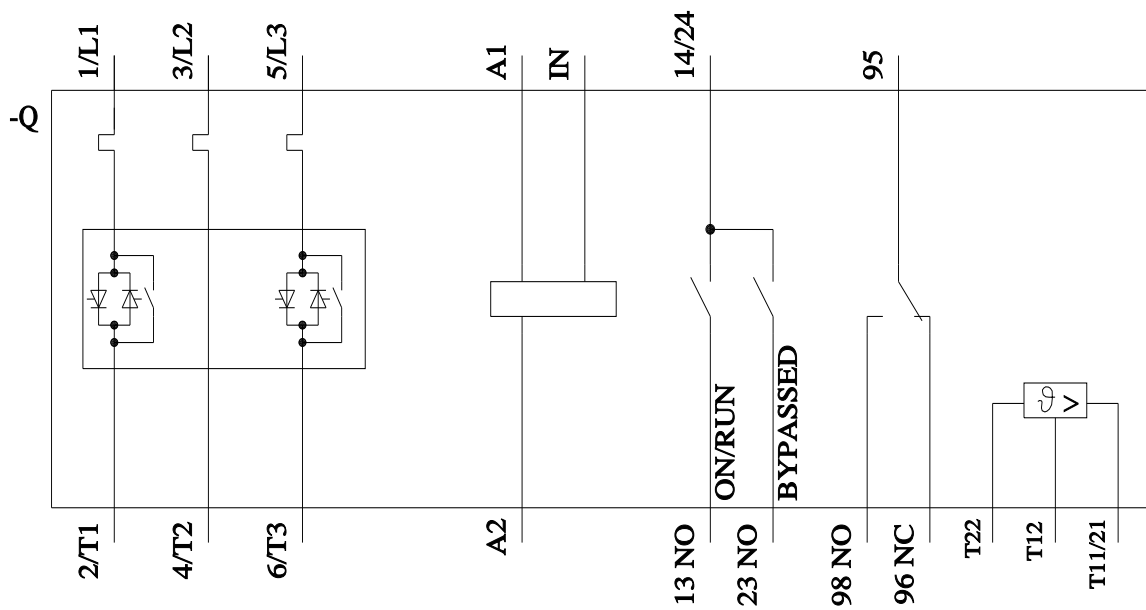 1/L1
3/L2
5/L3
A1
IN
14/24
95
-Q
ON/RUN
BYPASSED
ϑ >
2/T1
4/T2
6/T3
A2
13 NO
23 NO
98 NO
96 NC
T22
T12
T11/21